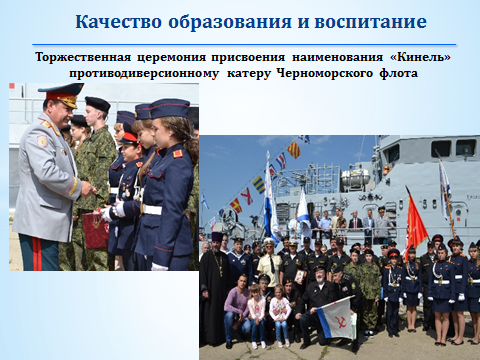 Качество образования и воспитание
Торжественная церемония присвоения наименования «Кинель»
противодиверсионному катеру Черноморского флота